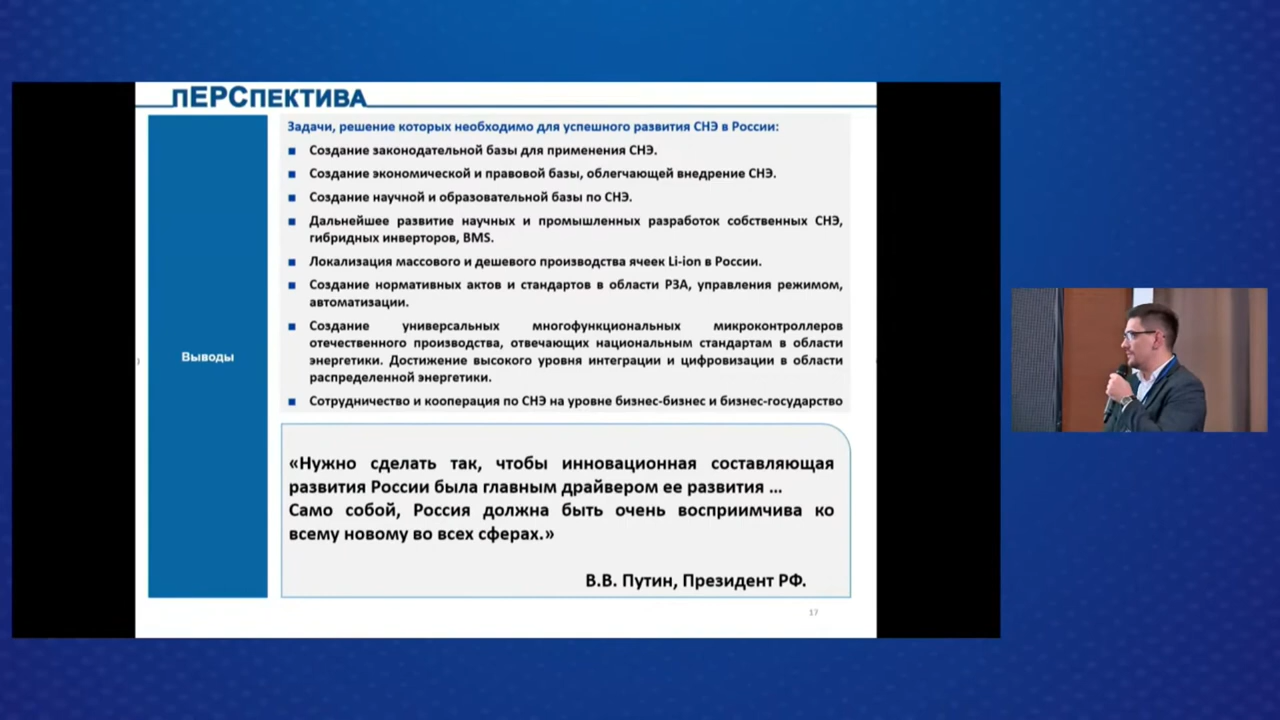 пЕРСПЕКТИВА
Задачи, решение которых необходимо для успешного развития СНЭ в России:
Создание законодательной базы для применения СНЭ.
Создание экономической и правовой базы, облегчающей внедрение СНЭ.
Создание научной и образовательной базы по СНЭ.
Дальнейшее развитие научных и промышленных разработок собственных СНЭ,
гибридных инверторов, BMS.
Локализация массового и дешевого производства ячеек Li-ion в России.
Создание нормативных актов и стандартов в области РЗА, управления режимом,
автоматизации.
Создание универсальных многофункциональных микроконтроллеров
отечественного производства, отвечающих национальным стандартам в области
энергетики. Достижение высокого уровня интеграции и цифровизации в области
распределенной энергетики.
Сотрудничество и кооперация по СНЭ на уровне бизнес-бизнес и бизнес-государство
Выводы
«Нужно сделать так, чтобы инновационная составляющая
развития России была главным драйвером ее развития ...
Само собой, Россия должна быть очень восприимчива ко
всему новому во всех сферах.»
В.В. Путин, Президент РФ.
17